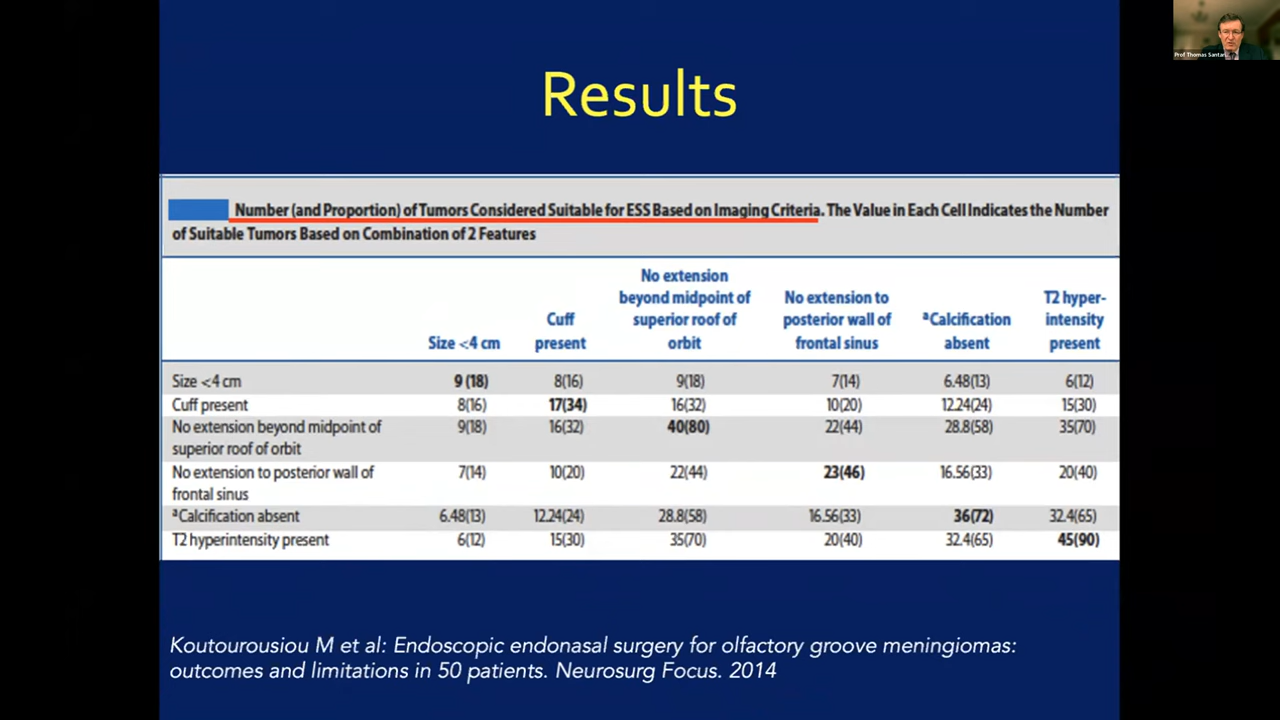 Prof Thomas Santari
Results
Number (and Proportion) of Tumors Considered Suitable for ESS Based on Imaging Criteria. The Value in Each Cell Indicates the Number
of Suitable Tumors Based on Combination of 2 Features
Size <4 cm
Cuff
present
No extension
beyond midpoint of
superior roof of
orbit
No extension to
posterior wall of
frontal sinus
ªCalcification
absent
T2 hyper-
intensity
present
Size <4 cm 9 (18) 8(16) 9(18) 7(14) 6.48(13) 6(12)
Cuff present 8(16) 17(34) 16(32) 10(20) 12.24(24) 15(30)
No extension beyond midpoint of 9(18) 16(32) 40(80) 22(44) 28.8(58) 35(70)
superior roof of orbit
No extension to posterior wall of 7(14) 10(20) 22(44) 23(46) 16.56(33) 20(40)
frontal sinus
ªCalcification absent 6.48(13) 12.24(24) 28.8(58) 16.56(33) 36(72) 32.4(65)
T2 hyperintensity present 6(12) 15(30) 35(70) 20(40) 32.4(65) 45(90)
Koutourousiou M et al: Endoscopic endonasal surgery for olfactory groove meningiomas:
outcomes and limitations in 50 patients. Neurosurg Focus. 2014